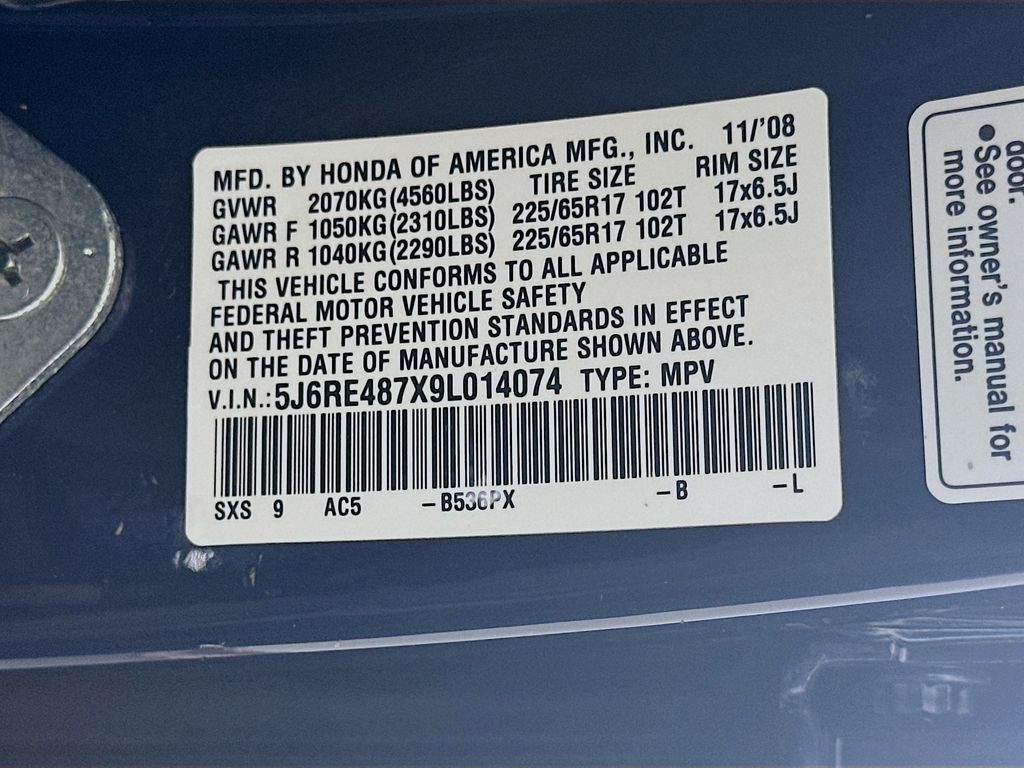 MFD. BY HONDA OF AMERICA MFG., INC. 11/'08
GVWR 2070KG(4560LBS) TIRE SIZE RIM SIZE
GAWR F 1050KG(2310LBS) 225/65R17 102T 17x6.5J
GAWR R 1040KG(2290LBS) 225/65R17 102T 17x6.5J
THIS VEHICLE CONFORMS TO ALL APPLICABLE
FEDERAL MOTOR VEHICLE SAFETY
AND THEFT PREVENTION STANDARDS IN EFFECT
ON THE DATE OF MANUFACTURE SHOWN ABOVE.
V.I.N.:5J6RE487X9L014074 TYPE: MPV
SXS 9 AC5 -B536PX -B -L
door.
●See owner's manual for
more information.